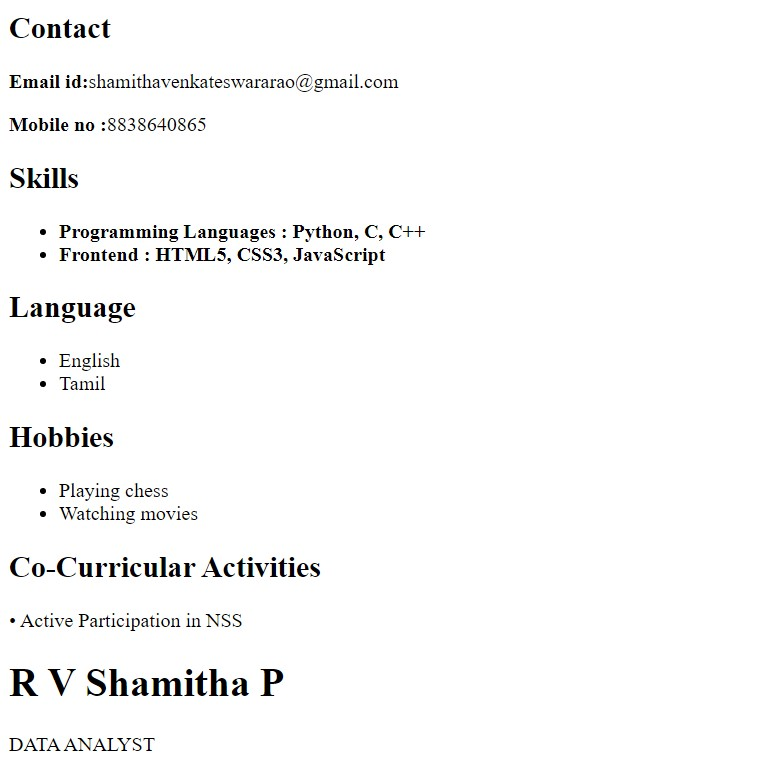 Contact
Email id:shamithavenkateswararao@gmail.com
Mobile no :8838640865
Skills
• Programming Languages : Python, C, C++
• Frontend : HTML5, CSS3, JavaScript
Language
• English
• Tamil
Hobbies
• Playing chess
• Watching movies
Co-Curricular Activities
• Active Participation in NSS
R V Shamitha P
DATA ANALYST